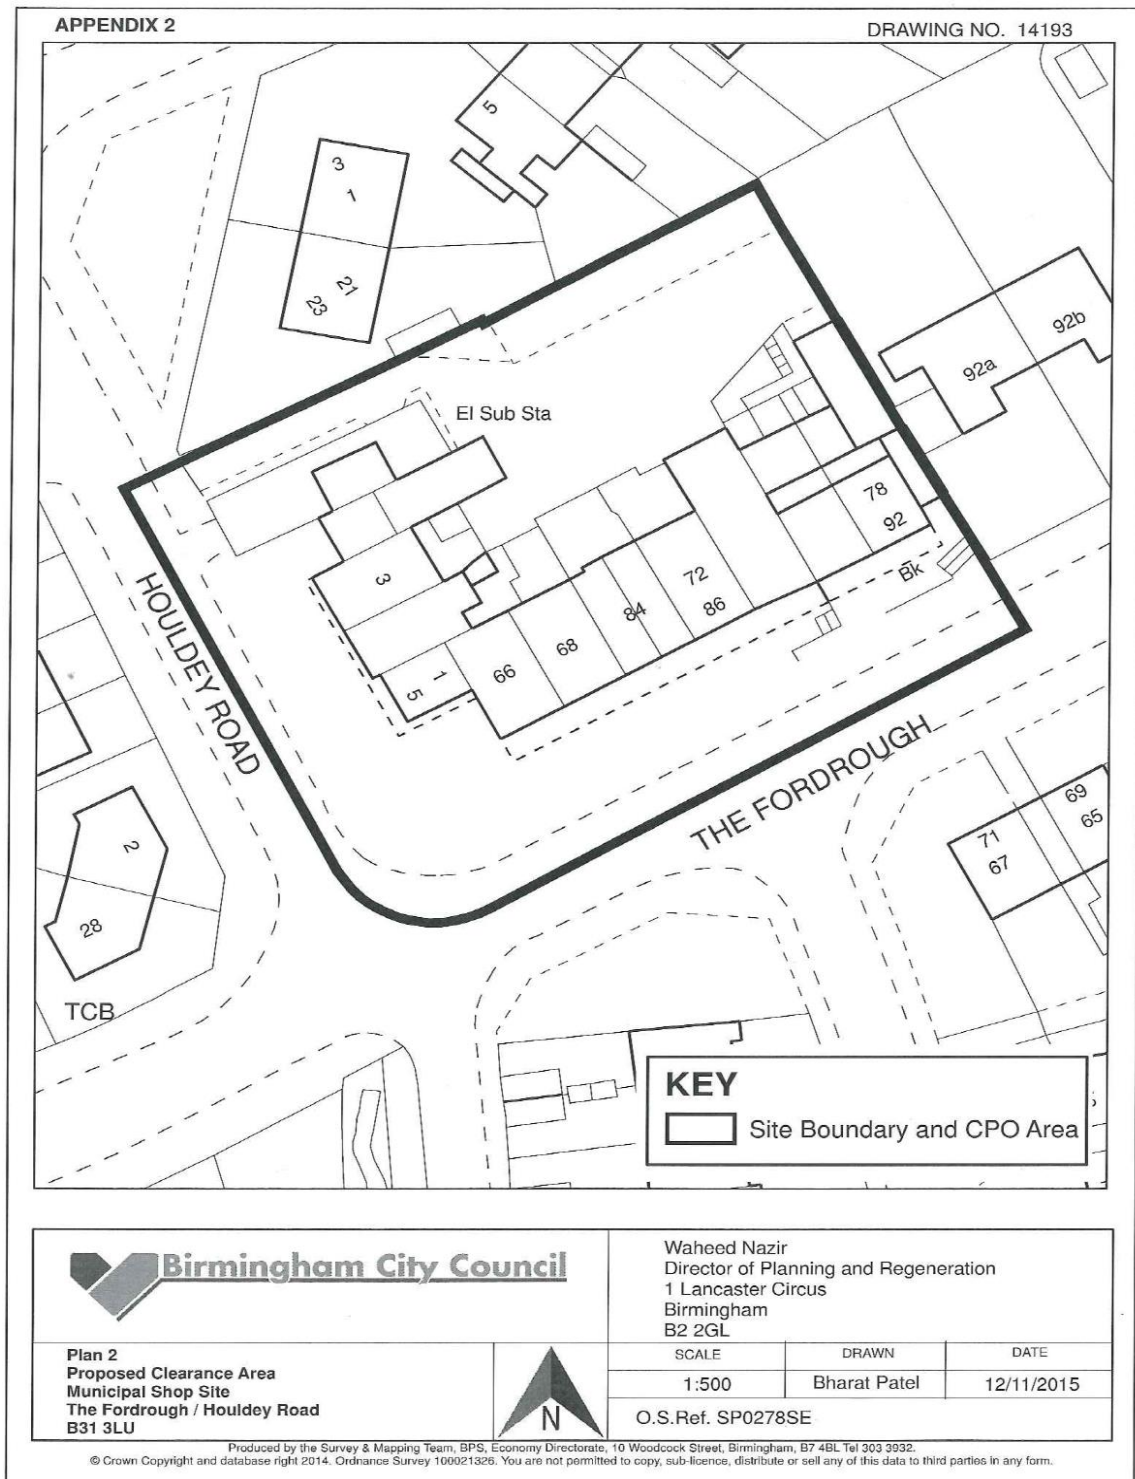 APPENDIX 2
DRAWING NO. 14193
5
3
1
21
23
92b
92a
El Sub Sta
78
92
3
72
86
84
Bk
68
66
1
5
HOULDEY ROAD
THE FORDROUGH
69
65
71
67
2
28
TCB
KEY
Site Boundary and CPO Area
Birmingham City Council
Waheed Nazir
Director of Planning and Regeneration
1 Lancaster Circus
Birmingham
B2 2GL
Plan 2
Proposed Clearance Area
Municipal Shop Site
The Fordrough / Houldey Road
B31 3LU
N
SCALE
DRAWN
DATE
1:500
Bharat Patel
12/11/2015
O.S.Ref. SP0278SE
Produced by the Survey & Mapping Team, BPS, Economy Directorate, 10 Woodcock Street, Birmingham, B7 4BL Tel 303 3932.
© Crown Copyright and database right 2014. Ordnance Survey 100021326. You are not permitted to copy, sub-licence, distribute or sell any of this data to third parties in any form.